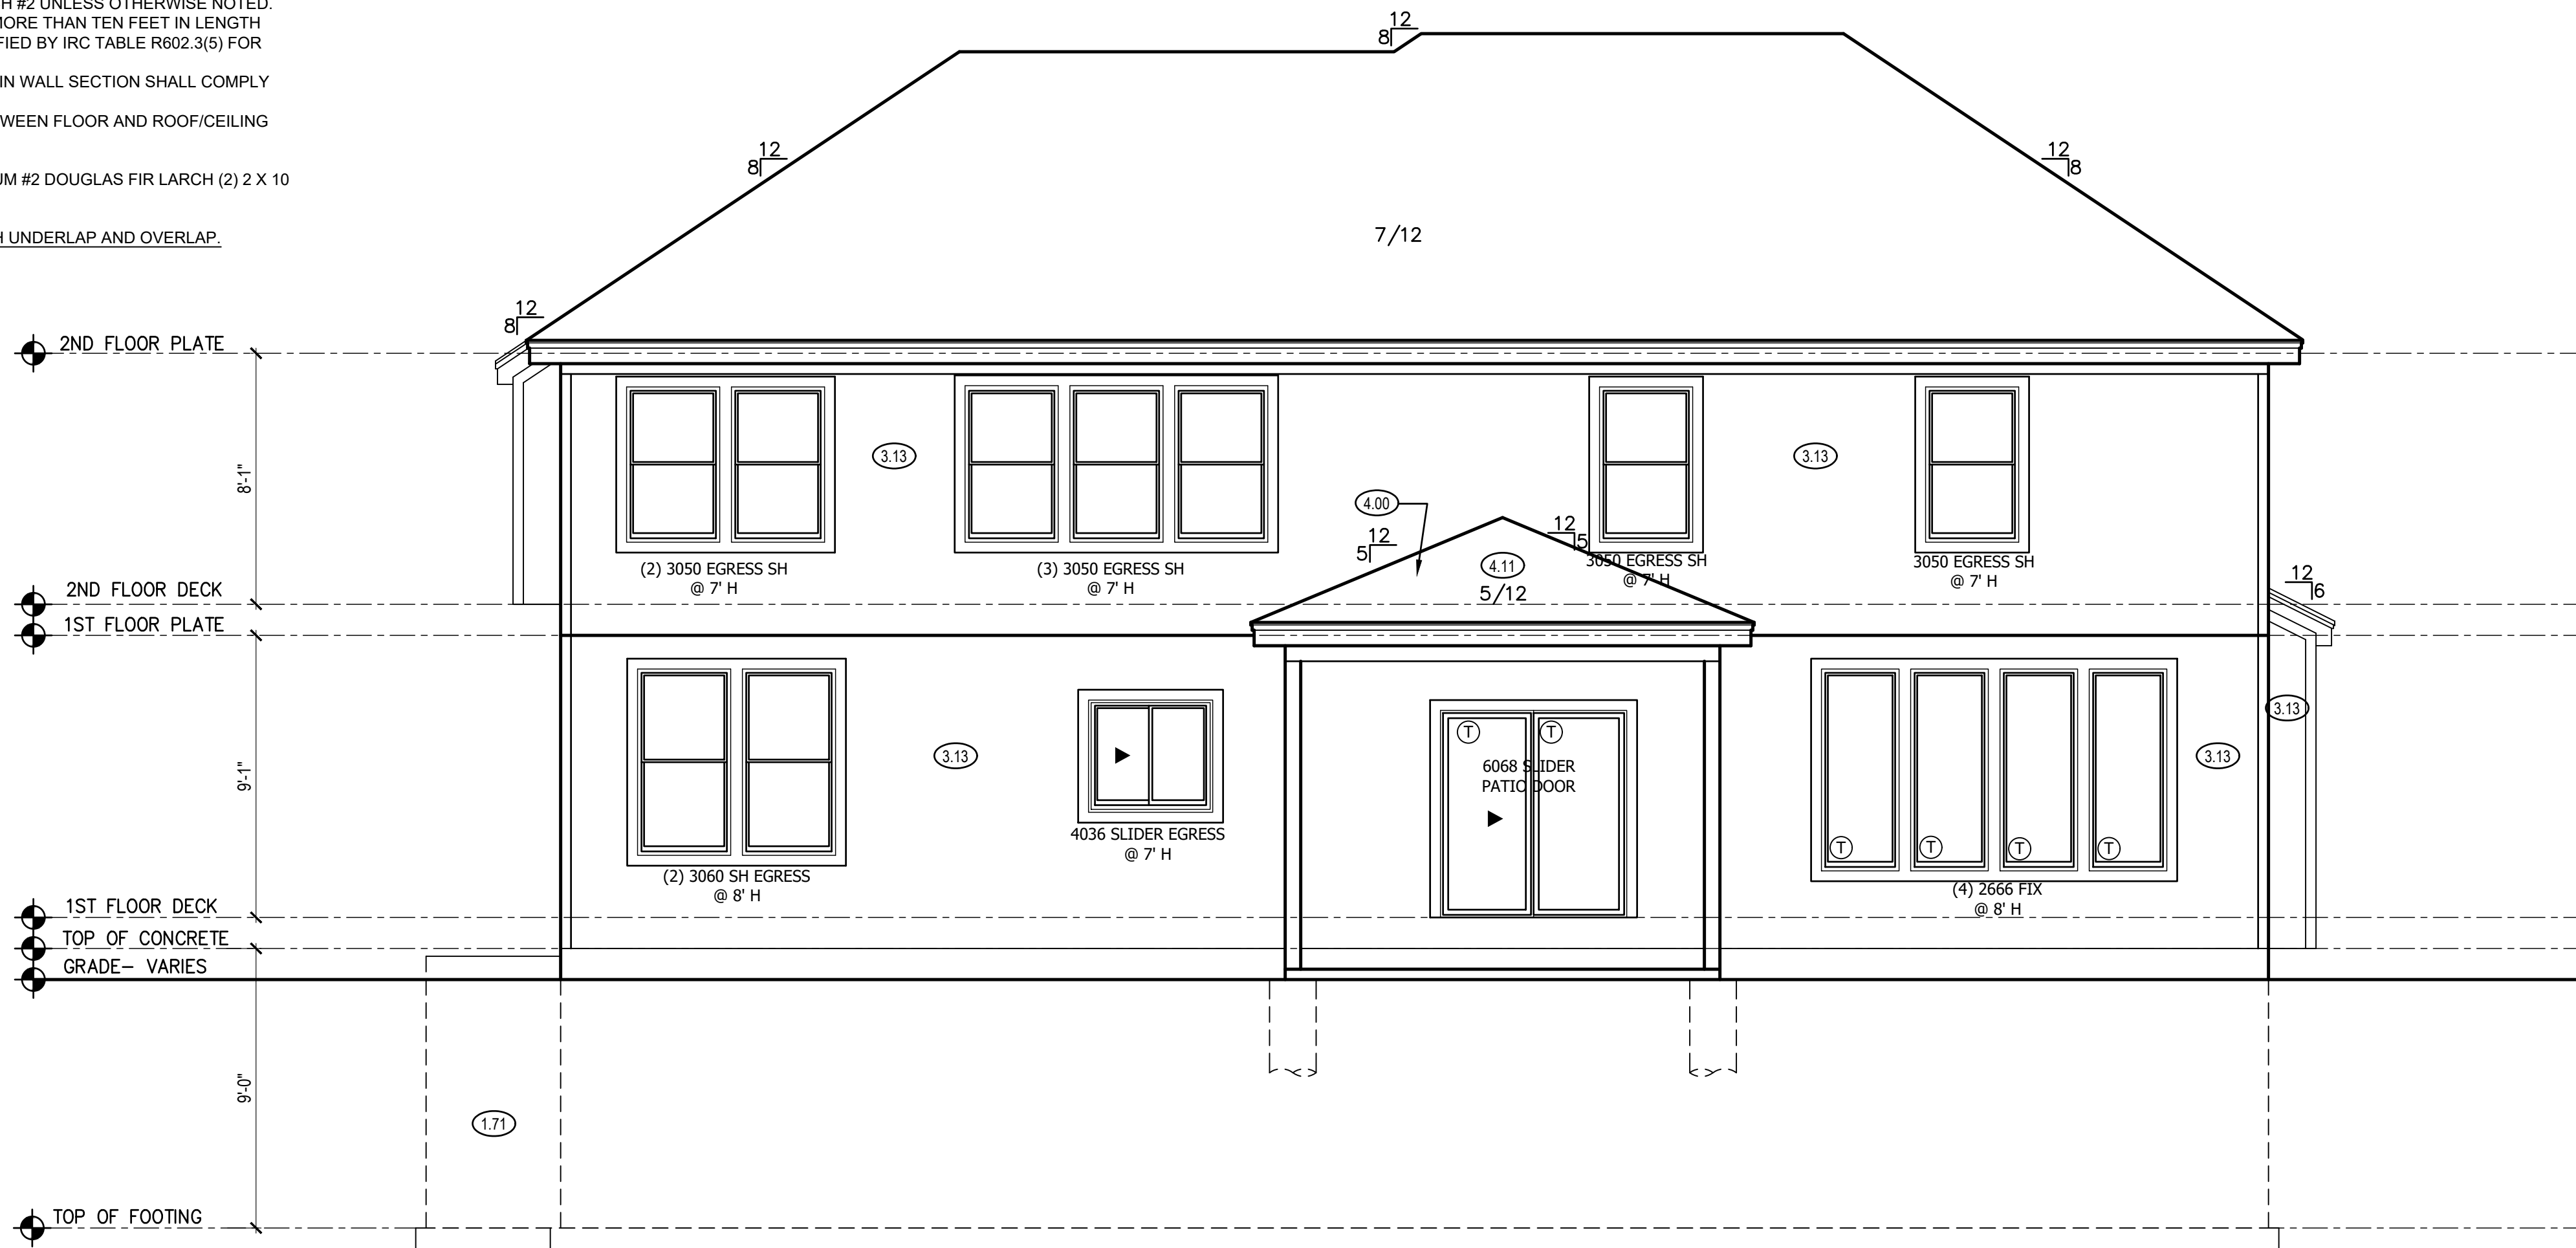 H #2 UNLESS OTHERWISE NOTED.
MORE THAN TEN FEET IN LENGTH
FIED BY IRC TABLE R602.3(5) FOR
IN WALL SECTION SHALL COMPLY
WEEN FLOOR AND ROOF/CEILING
UM #2 DOUGLAS FIR LARCH (2) 2 X 10
H UNDERLAP AND OVERLAP.
12
8
12
8
12
8
7/12
12
8
2ND FLOOR PLATE
8'-1"
3.13
3.13
4.00
12
5
12
5
4.11
5/12
(2) 3050 EGRESS SH
@ 7' H
(3) 3050 EGRESS SH
@ 7' H
3050 EGRESS SH
@ 7' H
3050 EGRESS SH
@ 7' H
2ND FLOOR DECK
12
6
1ST FLOOR PLATE
9'-1"
3.13
3.13
3.13
T
T
6068 SLIDER
PATIO DOOR
4036 SLIDER EGRESS
@ 7' H
T
T
T
T
(2) 3060 SH EGRESS
@ 8' H
(4) 2666 FIX
@ 8' H
1ST FLOOR DECK
TOP OF CONCRETE
GRADE- VARIES
9'-0"
1.71
TOP OF FOOTING